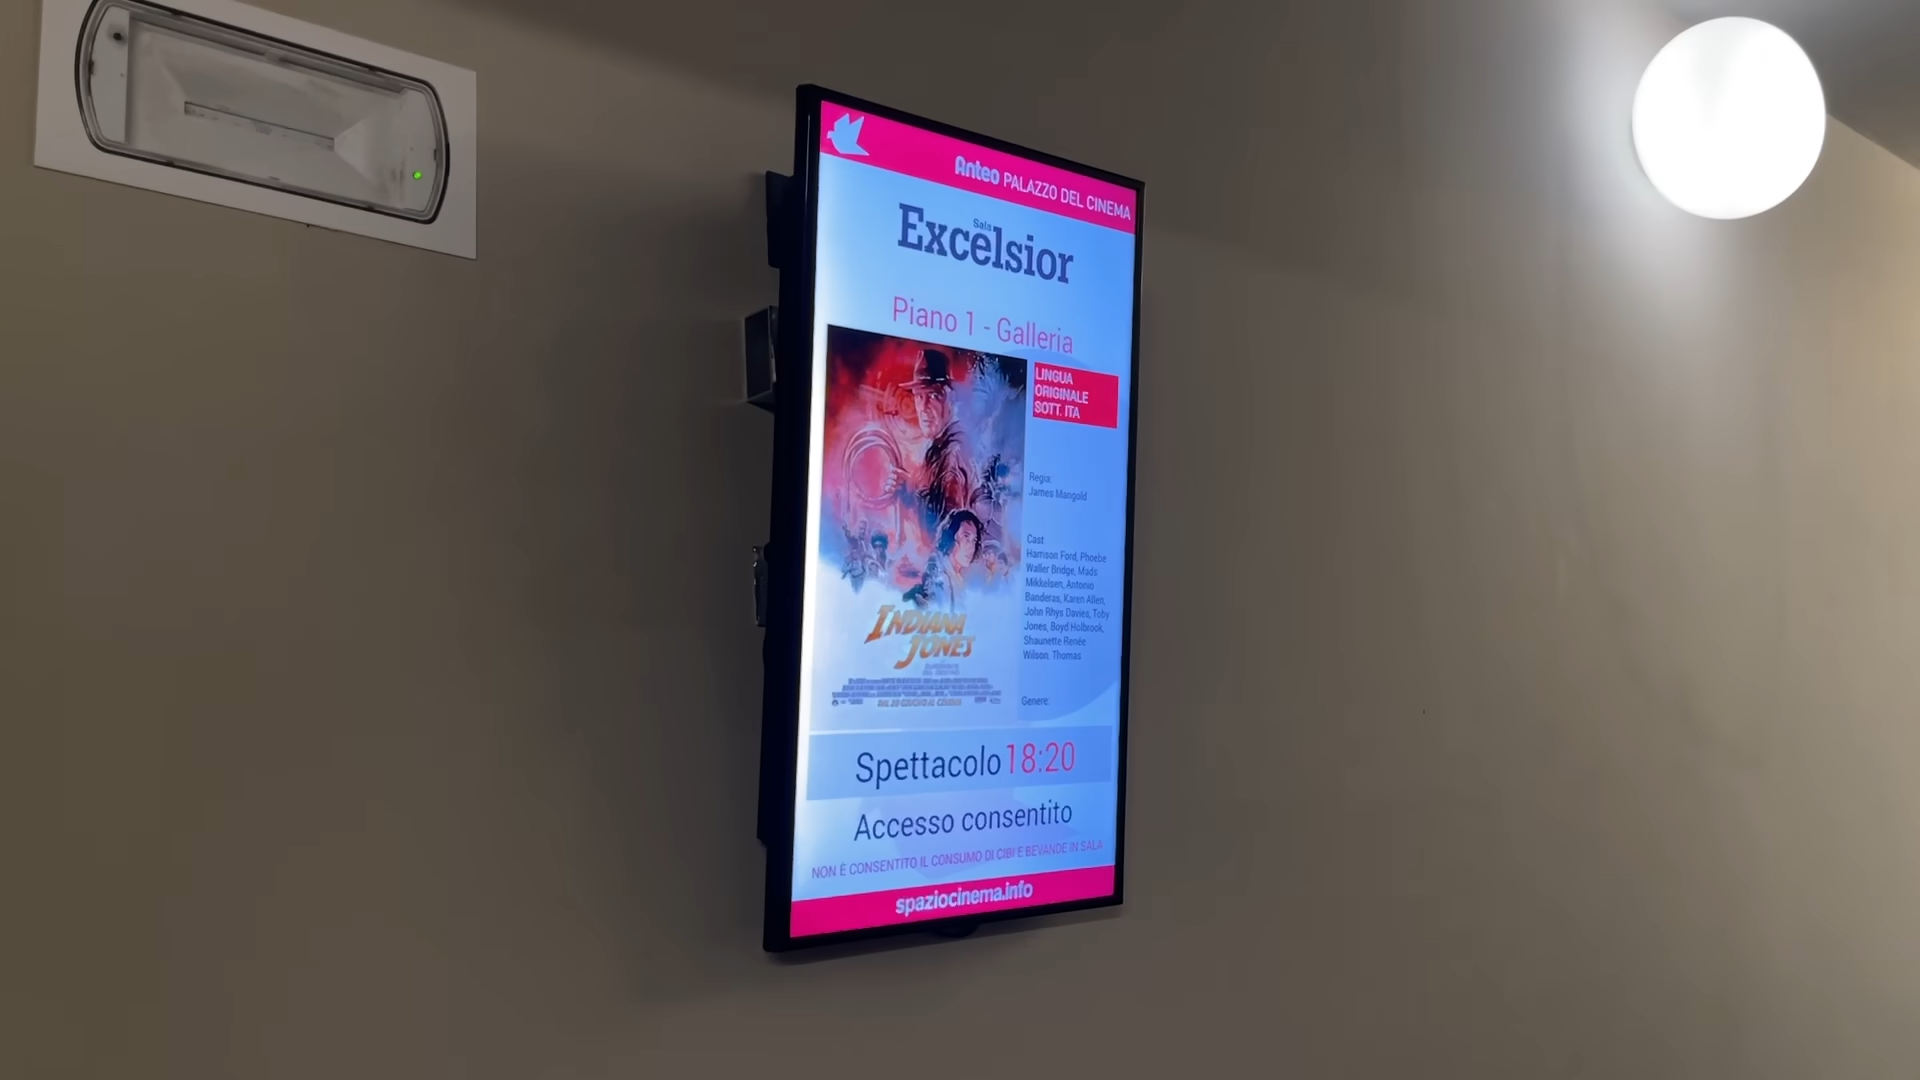 Anteo PALAZZO DEL CINEMA
Sala
Excelsior
Piano 1 - Galleria
LINGUA
ORIGINALE
SOTT. ITA
Regia:
James Mangold
Cast
Harrison Ford, Phoebe
Waller Bridge, Mads
Mikkelsen, Antonio
Banderas, Karen Allen,
John Rhys Davies, Toby
Jones, Boyd Holbrook,
Shaunette Renée
Wilson, Thomas
INDIANA
JONES
DAL 28 GIUGNO AL CINEMA
Genere:
Spettacolo 18:20
Accesso consentito
NON È CONSENTITO IL CONSUMO DI CIBI E BEVANDE IN SALA
spaziocinema.info